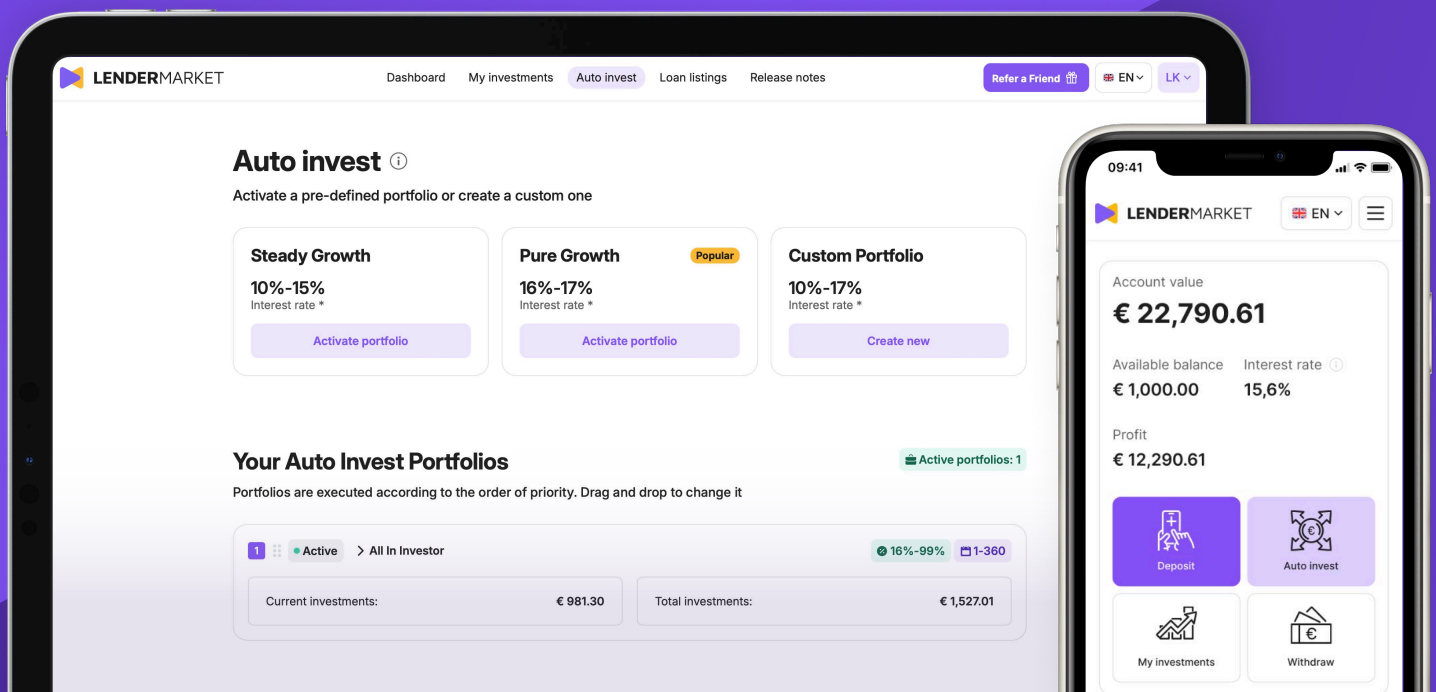 LENDERMARKET
Dashboard My investments Auto invest Loan listings Release notes
Refer a Friend EN LK
Auto invest
Activate a pre-defined portfolio or create a custom one
Steady Growth
10%-15%
Interest rate *
Activate portfolio
Pure Growth Popular
16%-17%
Interest rate *
Activate portfolio
Custom Portfolio
10%-17%
Interest rate *
Create new
Your Auto Invest Portfolios
Active portfolios: 1
Portfolios are executed according to the order of priority. Drag and drop to change it
1 Active All In Investor 16%-99% 1-360
Current investments: € 981.30
Total investments: € 1,527.01
09:41
LENDERMARKET EN
Account value
€ 22,790.61
Available balance Interest rate
€ 1,000.00 15,6%
Profit
€ 12,290.61
Deposit Auto invest
My investments Withdraw